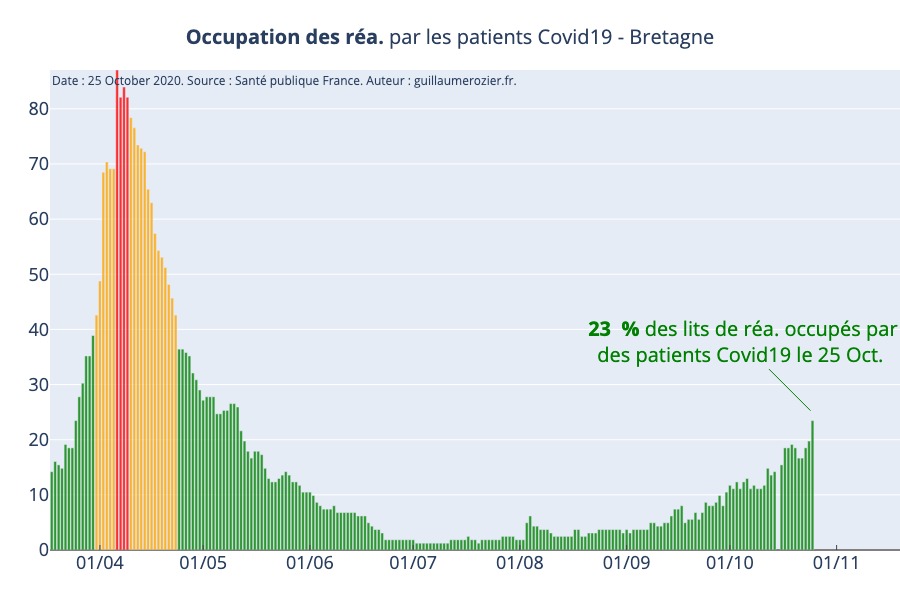 Occupation des réa. par les patients Covid19 - Bretagne
Date : 25 October 2020. Source : Santé publique France. Auteur : guillaumerozier.fr.
80
70
60
50
40
30
20
10
0
23 % des lits de réa. occupés par
des patients Covid19 le 25 Oct.
01/04 01/05 01/06 01/07 01/08 01/09 01/10 01/11